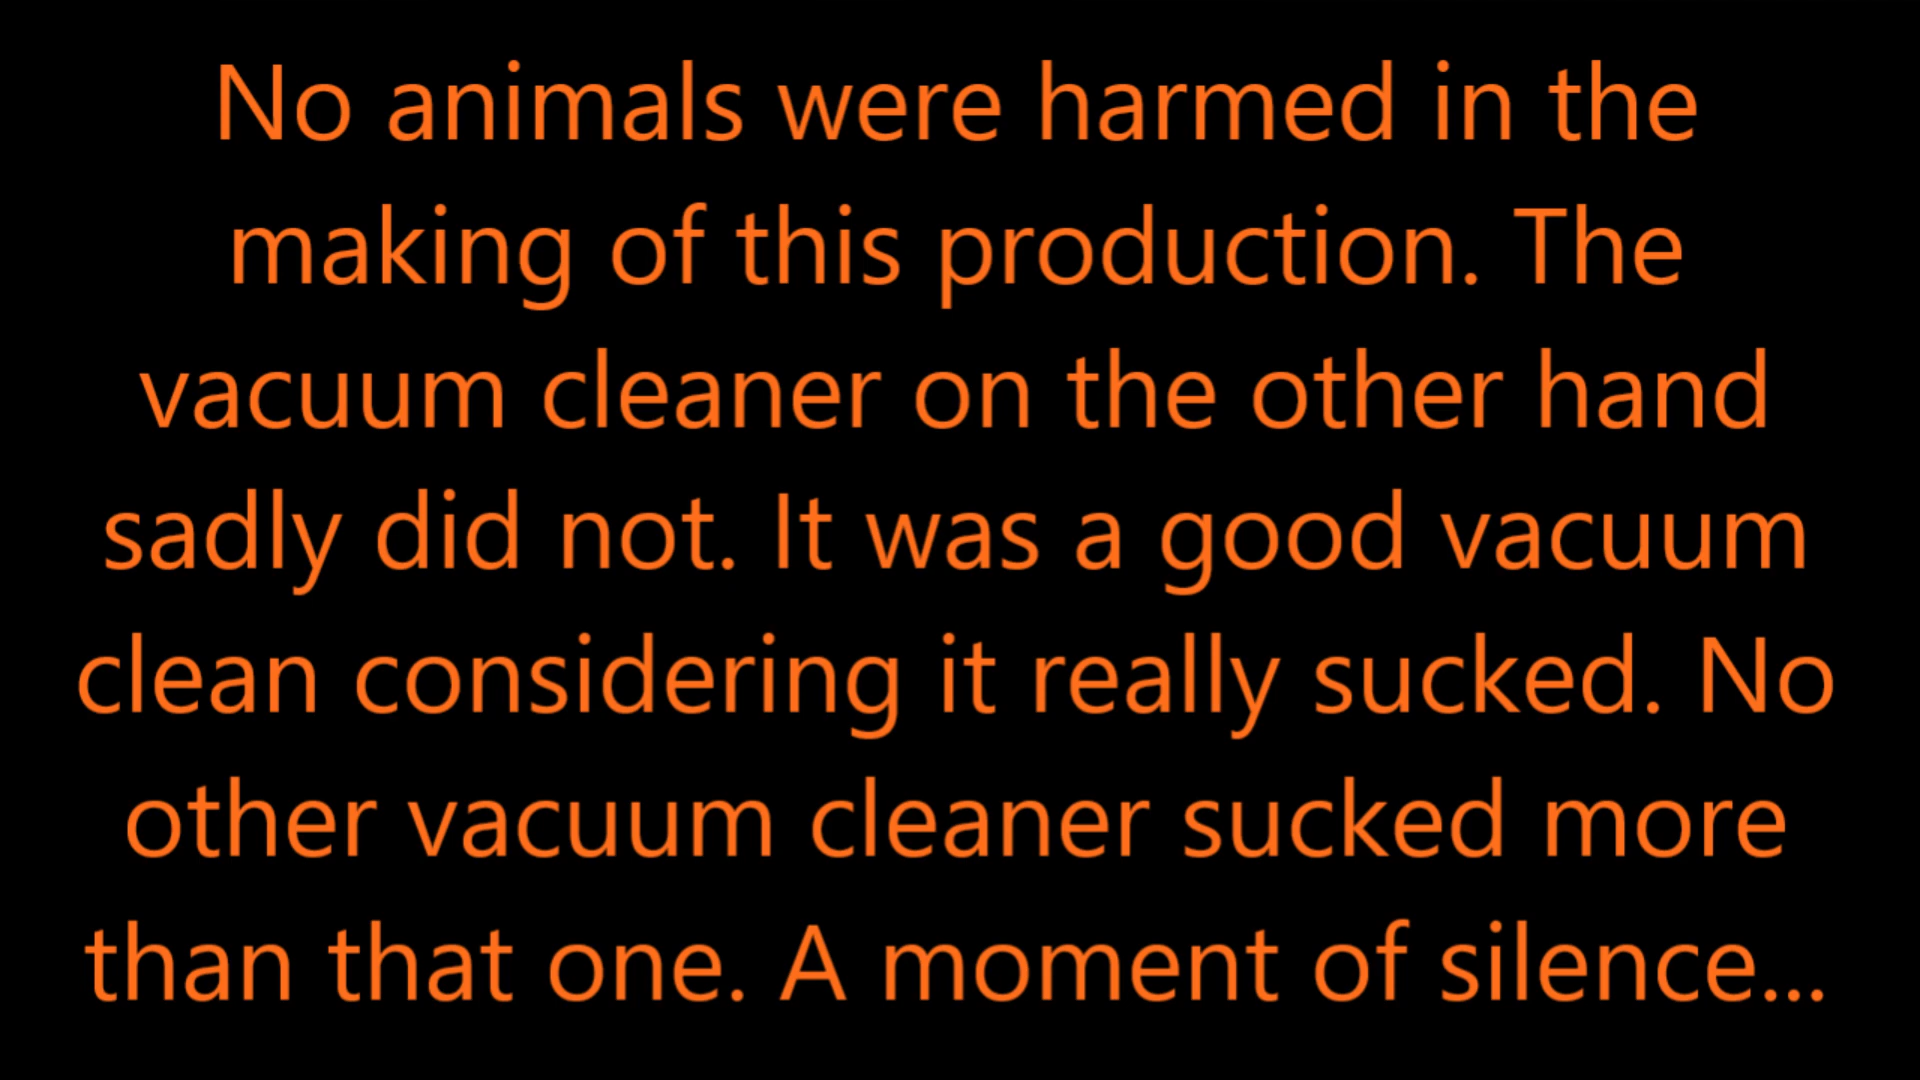 No animals were harmed in the
making of this production. The
vacuum cleaner on the other hand
sadly did not. It was a good vacuum
clean considering it really sucked. No
other vacuum cleaner sucked more
than that one. A moment of silence...